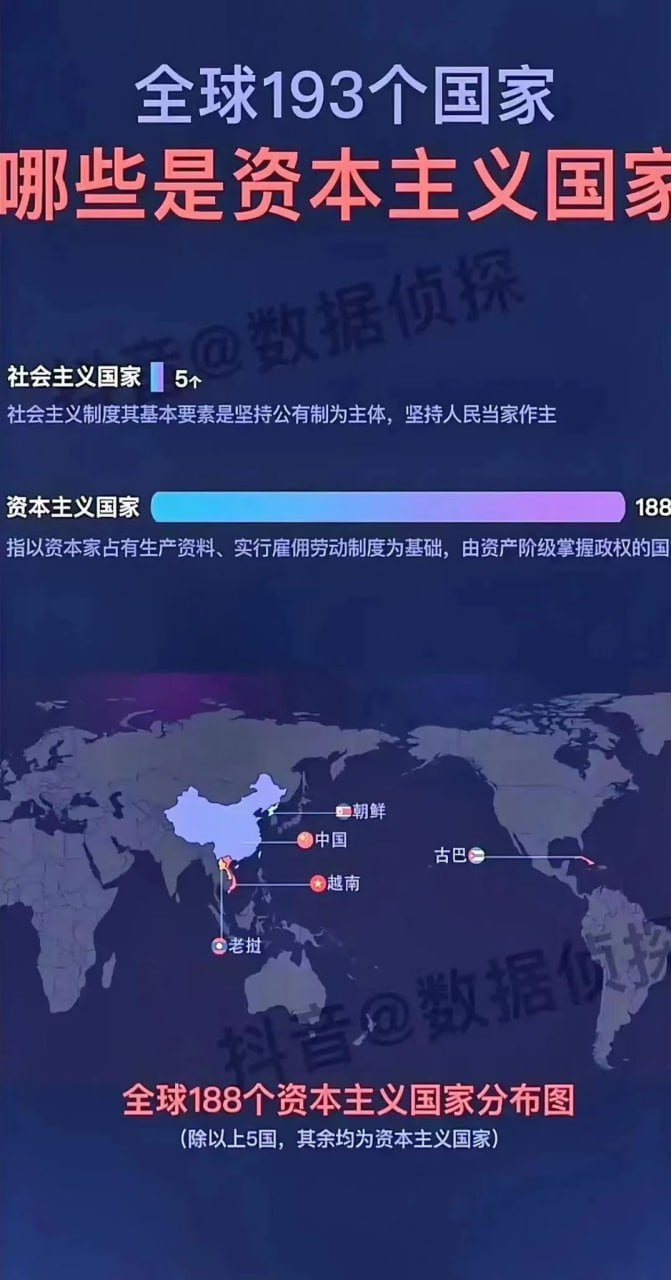 全球193个国家
哪些是资本主义国家
抖音@数据侦探
社会主义国家 5个
社会主义制度其基本要素是坚持公有制为主体，坚持人民当家作主
资本主义国家 188
指以资本家占有生产资料、实行雇佣劳动制度为基础，由资产阶级掌握政权的国
朝鲜
中国
古巴
越南
老挝
抖音@数据侦探
全球188个资本主义国家分布图
（除以上5国，其余均为资本主义国家）